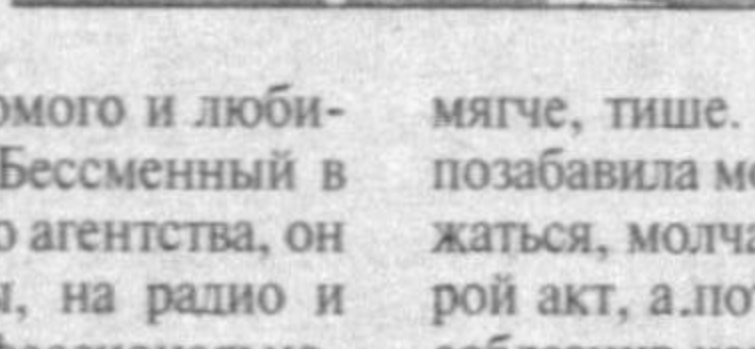 омого и люби-
Бессменный в
о агентства, он
на радио и
мягче, тише.
позабавила
жаться, молча
рой акт, а.по